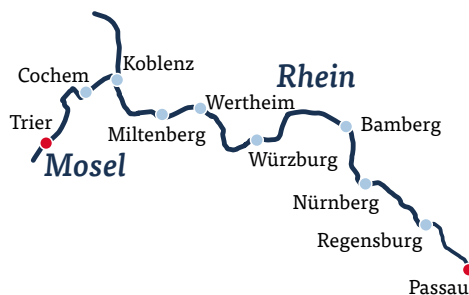 Koblenz
Cochem
Rhein
Wertheim
Trier
Miltenberg
Bamberg
Mosel
Würzburg
Nürnberg
Regensburg
Passau